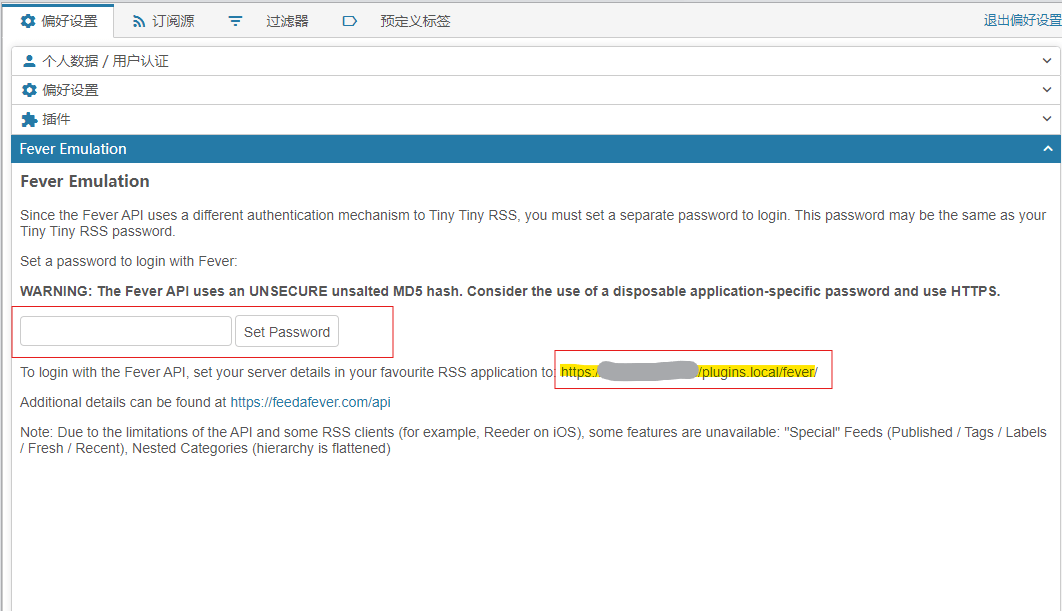 偏好设置 订阅源 过滤器 预定义标签 退出偏好设置
个人数据 / 用户认证
偏好设置
插件
Fever Emulation
Fever Emulation
Since the Fever API uses a different authentication mechanism to Tiny Tiny RSS, you must set a separate password to login. This password may be the same as your
Tiny Tiny RSS password.
Set a password to login with Fever:
WARNING: The Fever API uses an UNSECURE unsalted MD5 hash. Consider the use of a disposable application-specific password and use HTTPS.
Set Password
To login with the Fever API, set your server details in your favourite RSS application to: https:/ /plugins.local/fever/
Additional details can be found at https://feedafever.com/api
Note: Due to the limitations of the API and some RSS clients (for example, Reeder on iOS), some features are unavailable: "Special" Feeds (Published / Tags / Labels
/ Fresh / Recent), Nested Categories (hierarchy is flattened)